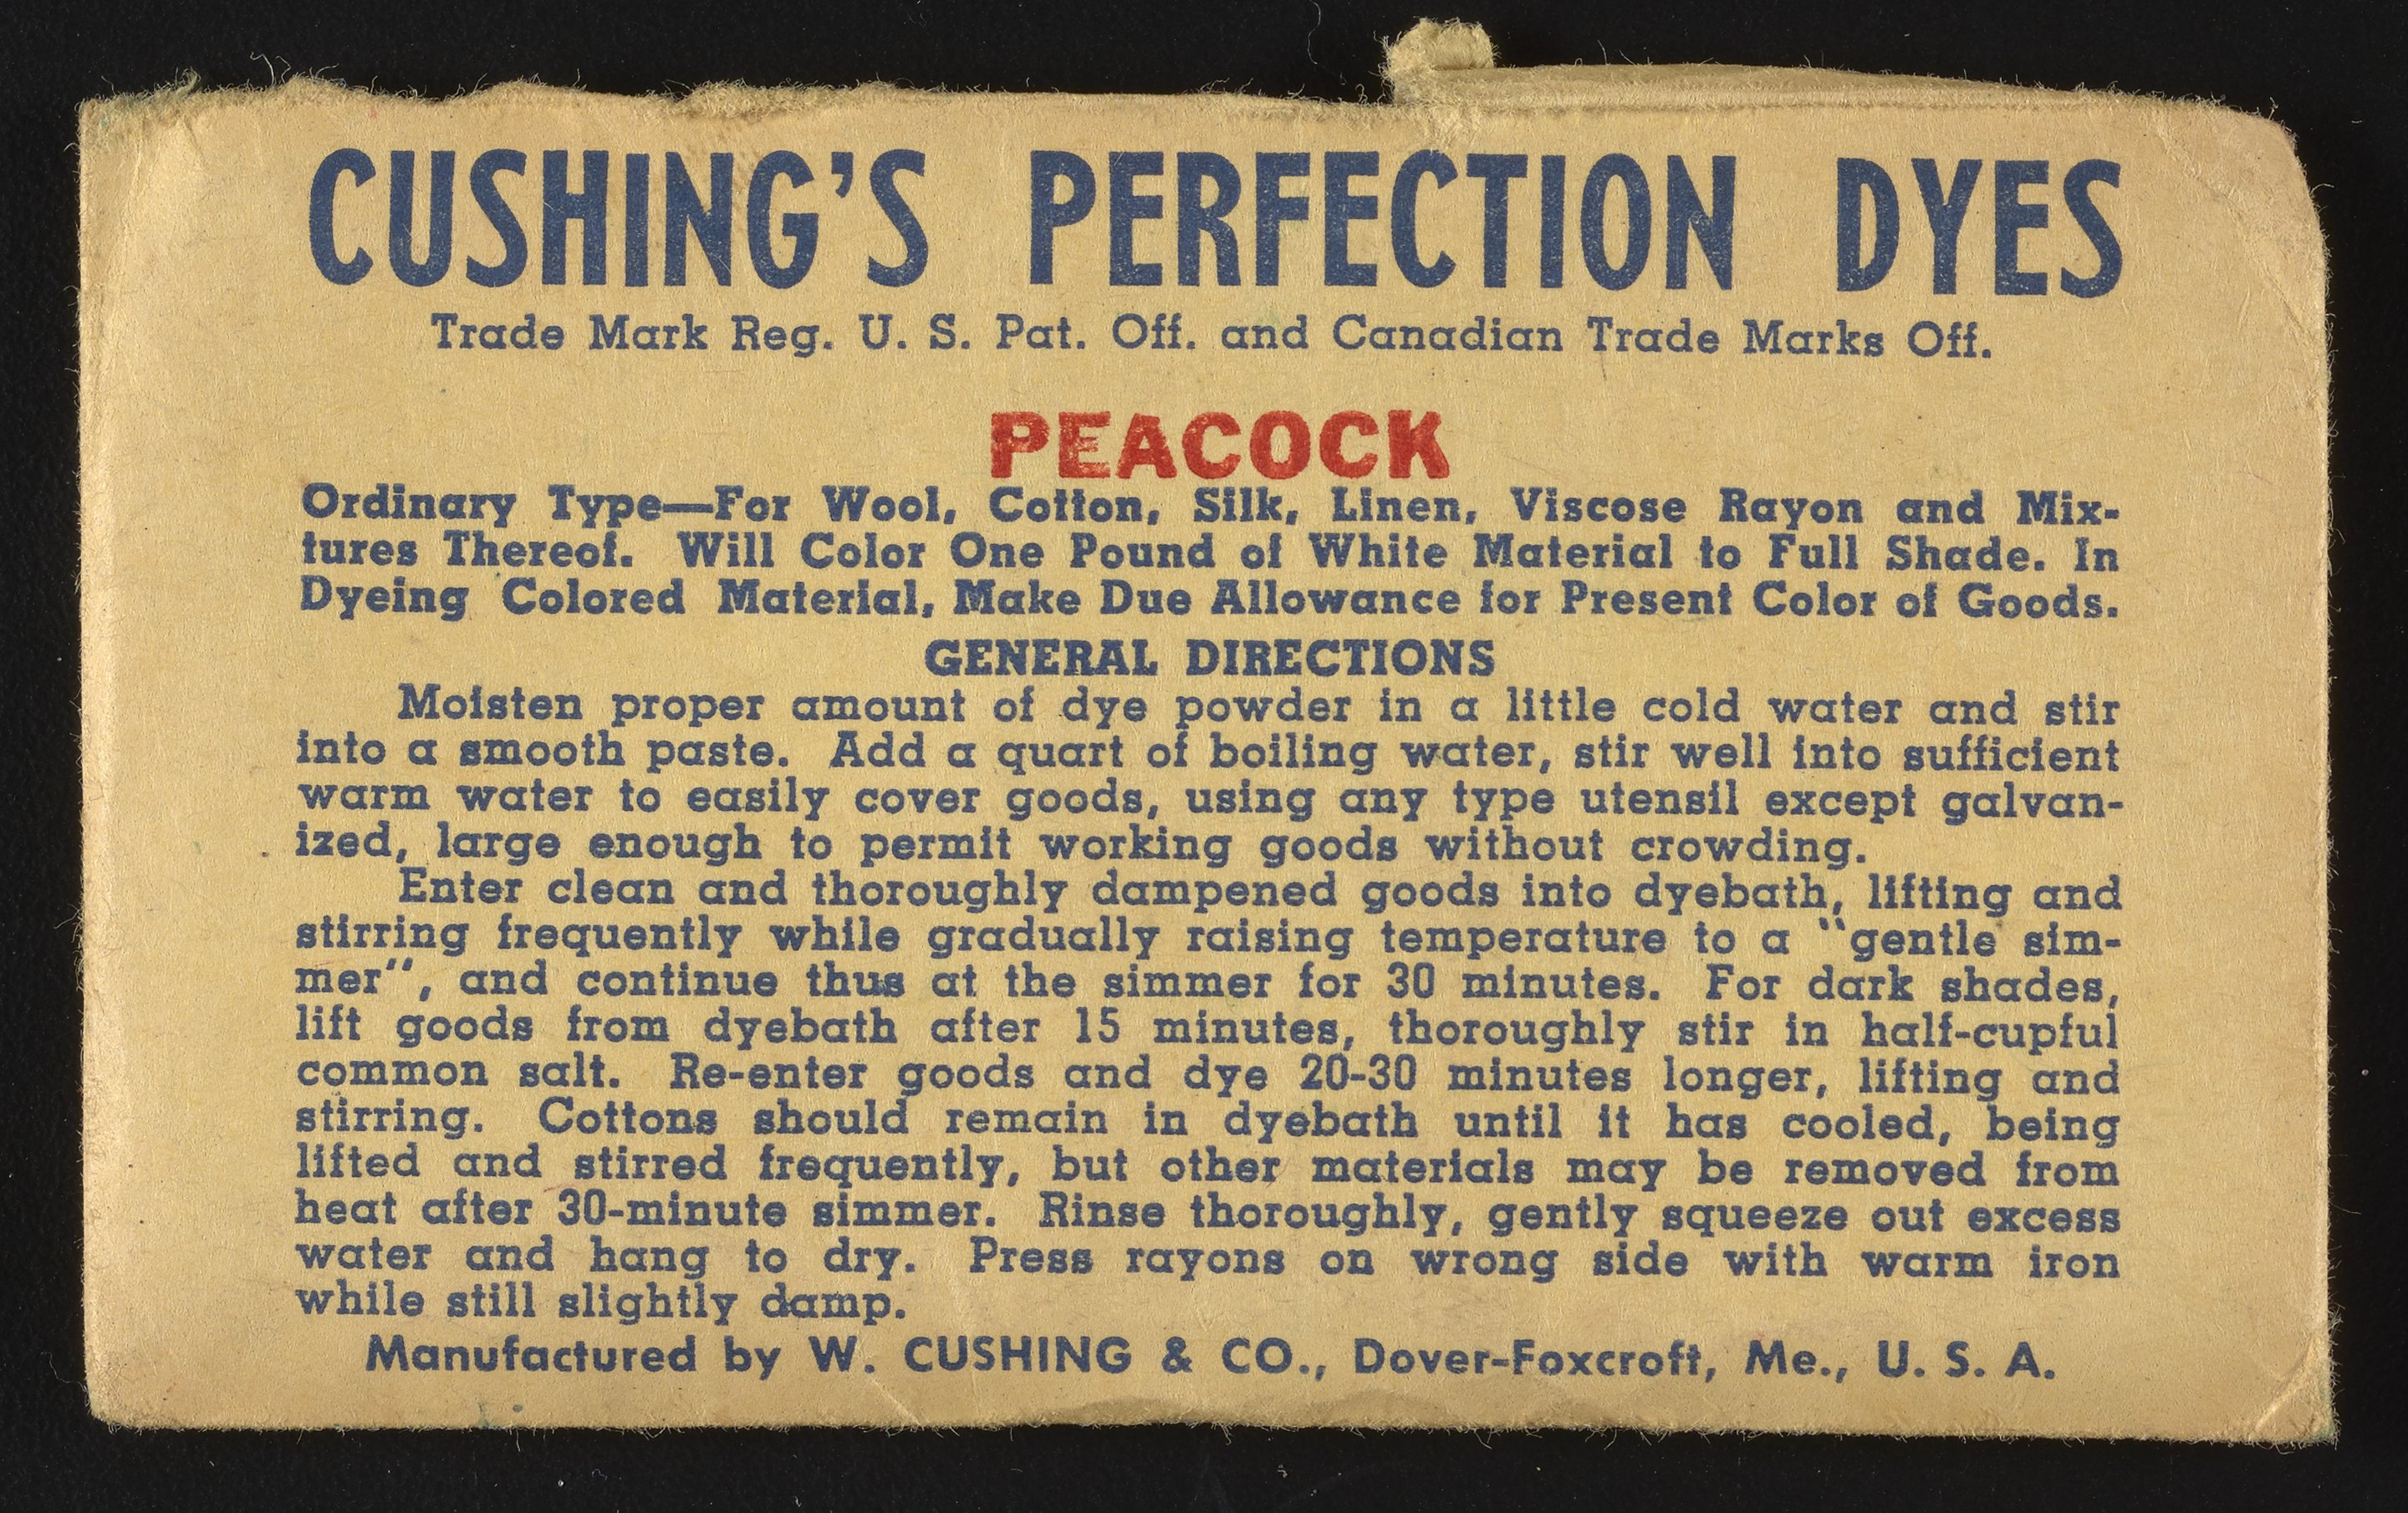 CUSHING'S PERFECTION DYES
Trade Mark Reg. U. S. Pat. Off. and Canadian Trade Marks Off.
PEACOCK
Ordinary Type—For Wool, Cotton, Silk, Linen, Viscose Rayon and Mix-
tures Thereof. Will Color One Pound of White Material to Full Shade. In
Dyeing Colored Material, Make Due Allowance for Present Color of Goods.
GENERAL DIRECTIONS
Moisten proper amount of dye powder in a little cold water and stir
into a smooth paste. Add a quart of boiling water, stir well into sufficient
warm water to easily cover goods, using any type utensil except galvan-
ized, large enough to permit working goods without crowding.
Enter clean and thoroughly dampened goods into dyebath, lifting and
stirring frequently while gradually raising temperature to a "gentle sim-
mer", and continue thus at the simmer for 30 minutes. For dark shades,
lift goods from dyebath after 15 minutes, thoroughly stir in half-cupful
common salt. Re-enter goods and dye 20-30 minutes longer, lifting and
stirring. Cottons should remain in dyebath until it has cooled, being
lifted and stirred frequently, but other materials may be removed from
heat after 30-minute simmer. Rinse thoroughly, gently squeeze out excess
water and hang to dry. Press rayons on wrong side with warm iron
while still slightly damp.
Manufactured by W. CUSHING & CO., Dover-Foxcroft, Me., U. S. A.